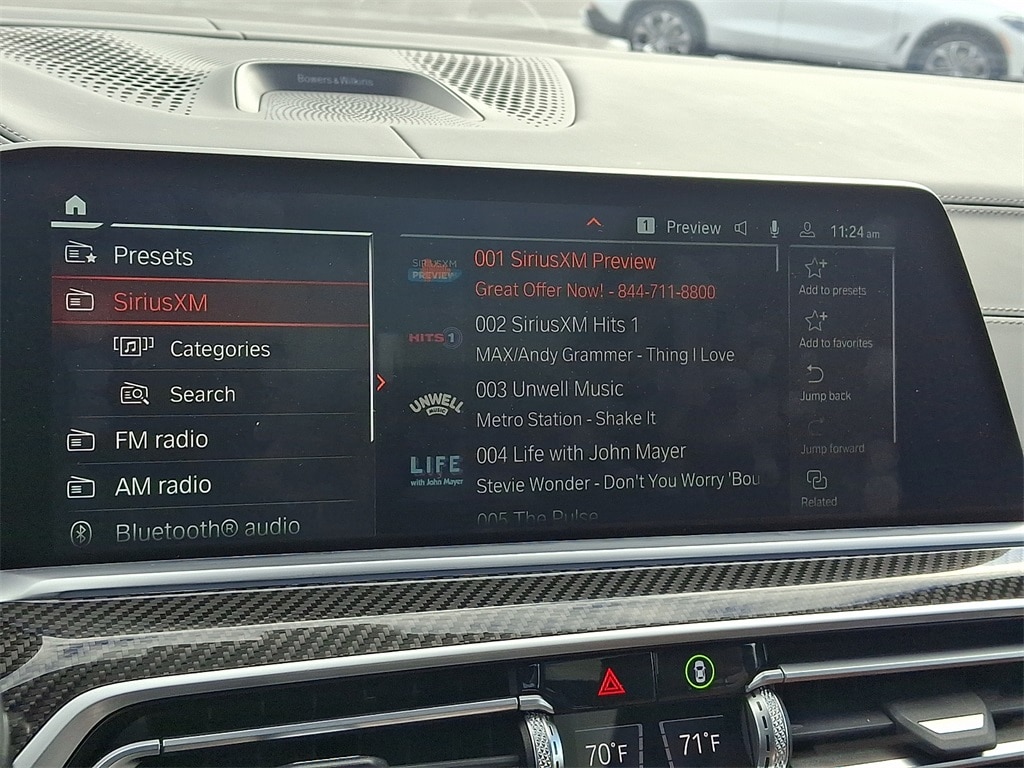 Bowers & Wilkins
1 Preview 11:24 am
Presets
SiriusXM
Categories
Search
FM radio
AM radio
Bluetooth® audio
SIRIUSXM
PREVIEW
001 SiriusXM Preview
Great Offer Now! - 844-711-8800
HITS 1
002 SiriusXM Hits 1
MAX/Andy Grammer - Thing I Love
UNWELL
MUSIC
003 Unwell Music
Metro Station - Shake It
LIFE
with John Mayer
004 Life with John Mayer
Stevie Wonder - Don't You Worry 'Bou
005 The Pulse
Add to presets
Add to favorites
Jump back
Jump forward
Related
70°F
71°F